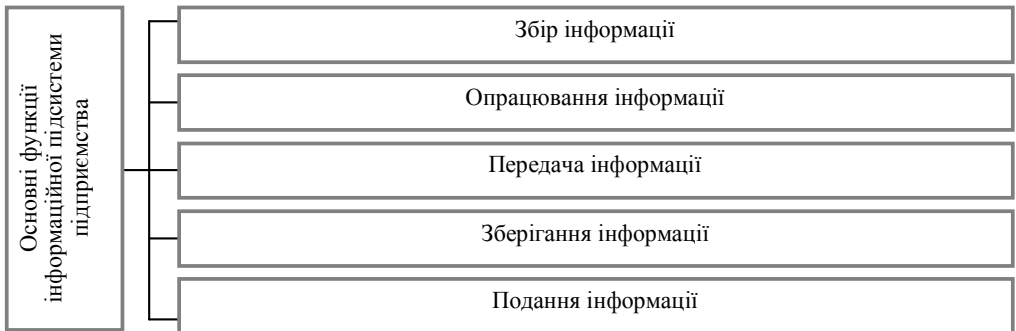 Основні функції
інформаційної підсистеми
підприємства
Збір інформації
Опрацювання інформації
Передача інформації
Зберігання інформації
Подання інформації